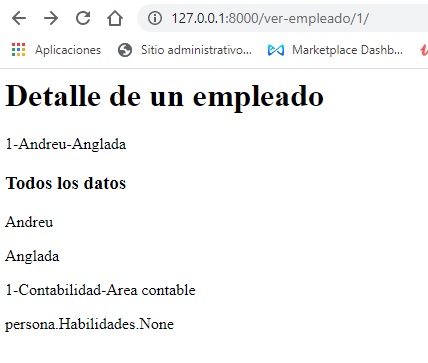 127.0.0.1:8000/ver-empleado/1/
Aplicaciones Sitio administrativo... Marketplace Dashb...
Detalle de un empleado
1-Andreu-Anglada
Todos los datos
Andreu
Anglada
1-Contabilidad-Area contable
persona.Habilidades.None